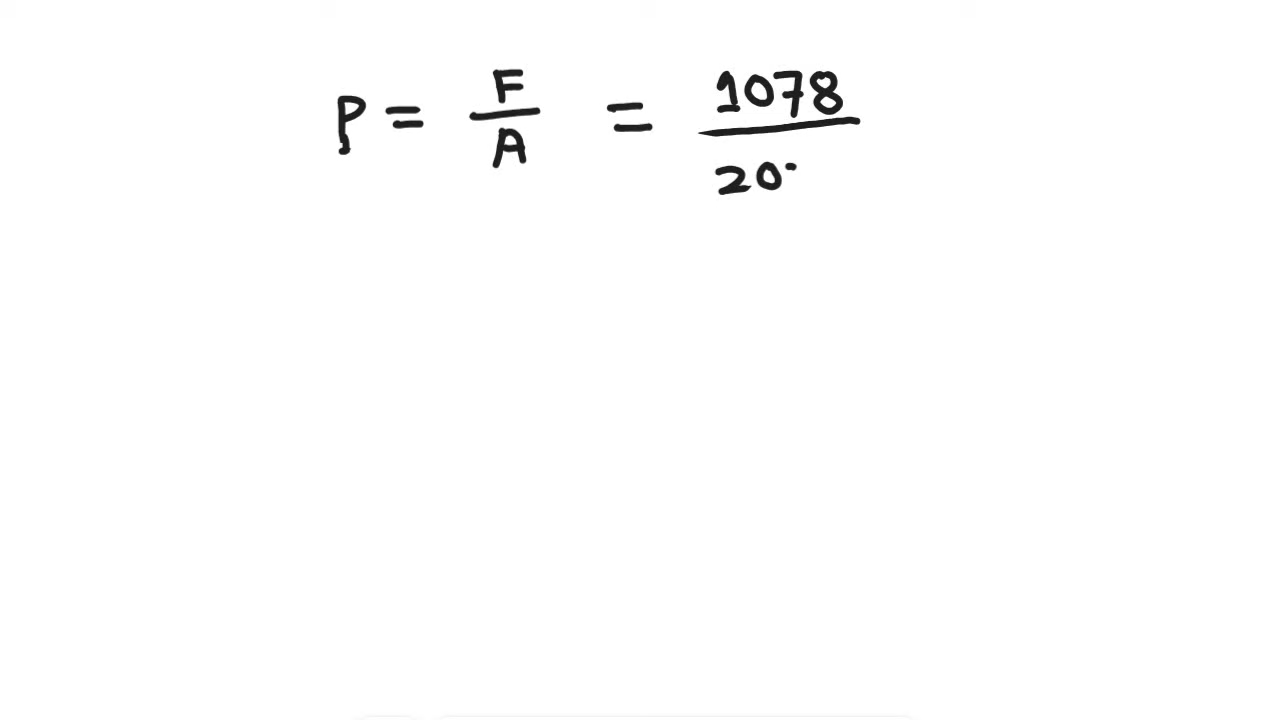 P = F/A = 1078/20